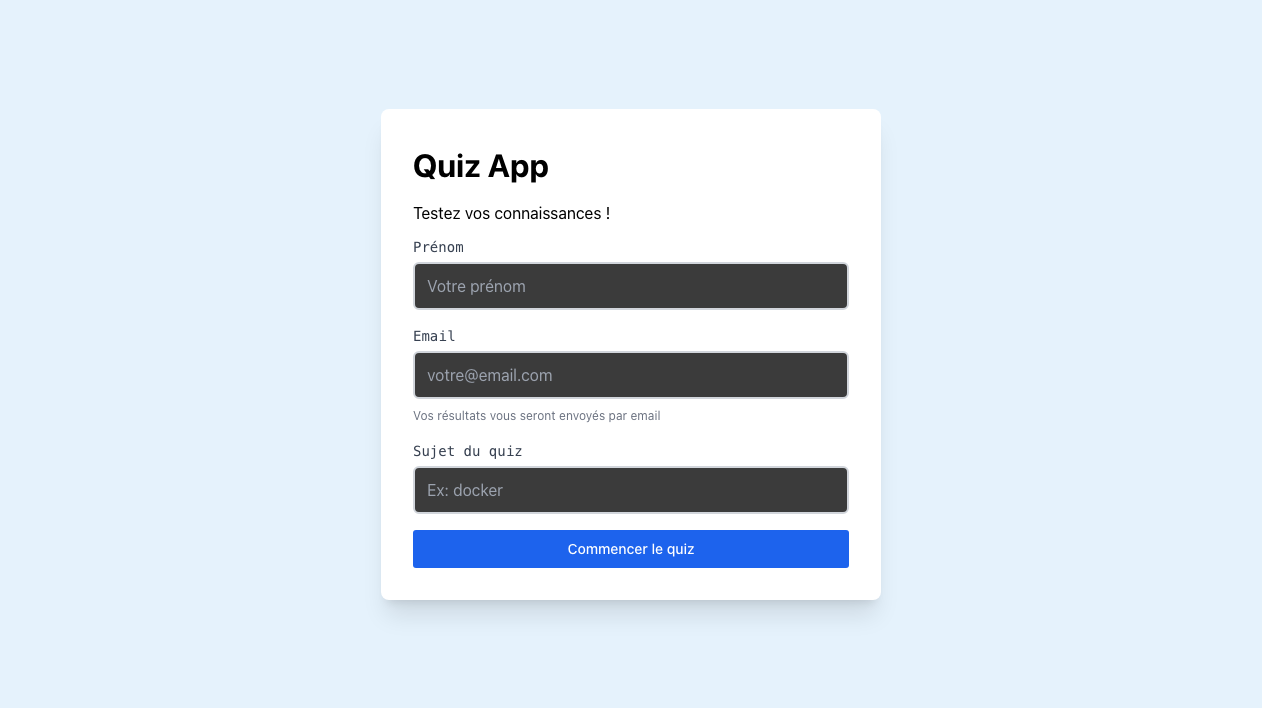 Quiz App
Testez vos connaissances !
Prénom
Votre prénom
Email
votre@email.com
Vos résultats vous seront envoyés par email
Sujet du quiz
Ex: docker
Commencer le quiz